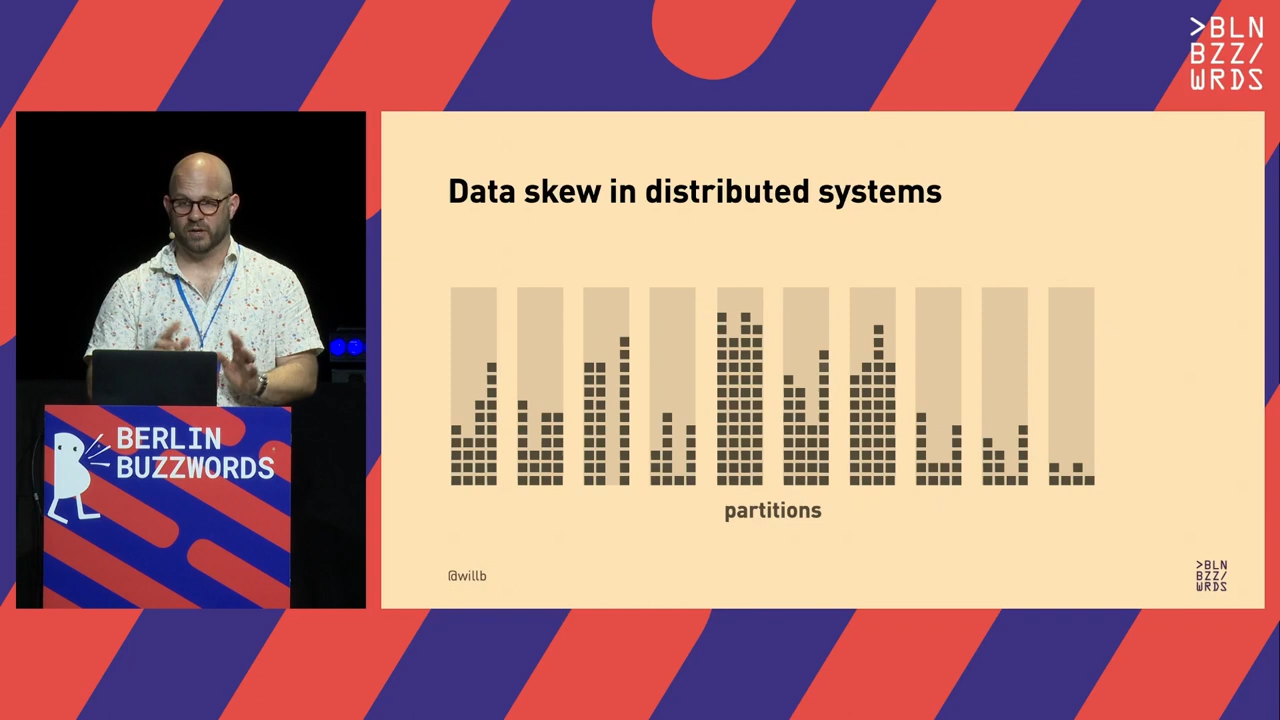 >BLN
BZZ/
WRDS
Data skew in distributed systems
partitions
@willb
>BLN
BZZ/
WRDS
BERLIN
BUZZWORDS